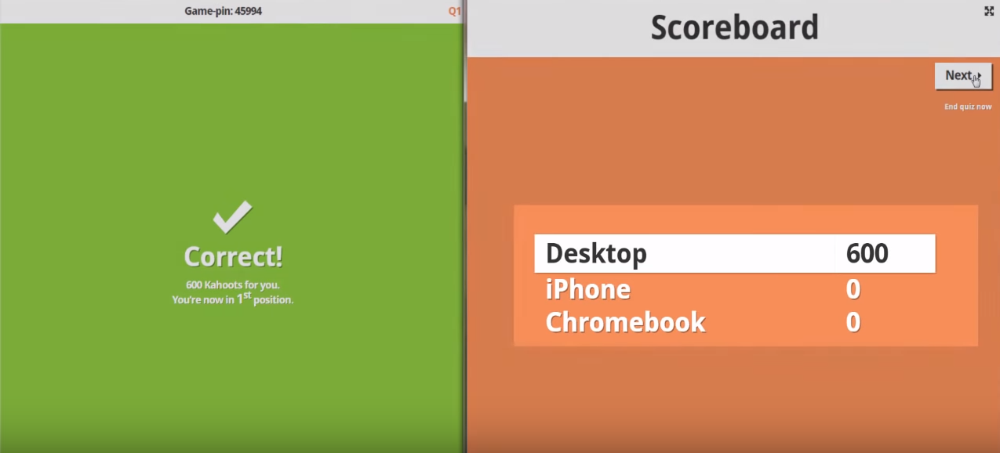 Game-pin: 45994
Q1
Correct!
600 Kahoots for you.
You're now in 1st position.
Scoreboard
Next
End quiz now
Desktop 600
iPhone 0
Chromebook 0